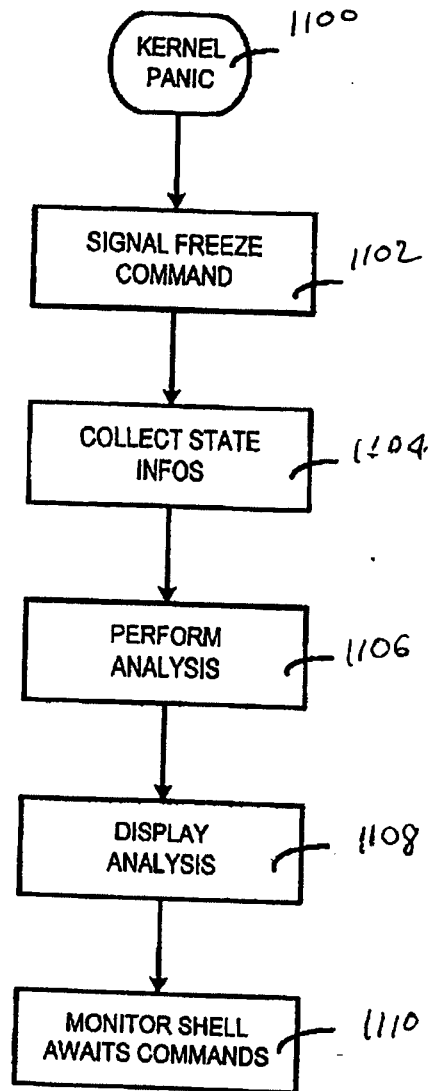 KERNEL
PANIC
1100
SIGNAL FREEZE
COMMAND
1102
COLLECT STATE
INFOS
1104
PERFORM
ANALYSIS
1106
DISPLAY
ANALYSIS
1108
MONITOR SHELL
AWAITS COMMANDS
1110